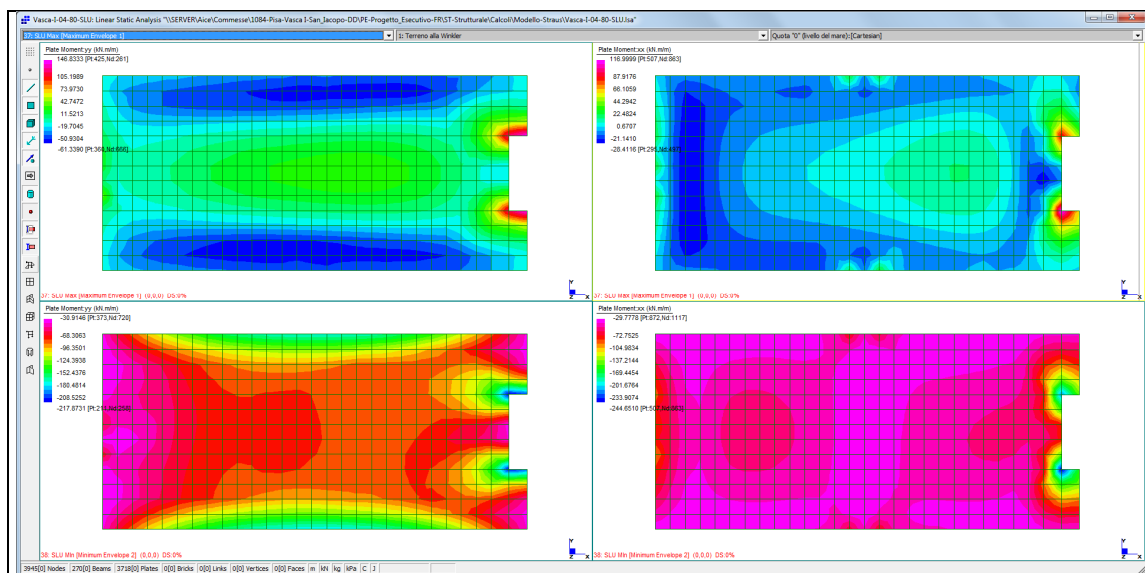 Vasca-I-04-80-SLU: Linear Static Analysis "\\SERVER\Aice\Commesse\1084-Pisa-Vasca I-San_Iacopo-DD\PE-Progetto_Esecutivo-FR\ST-Strutturale\Calcoli\Modello-Straus\Vasca-I-04-80-SLU.lsa"
37: SLU Max [Maximum Envelope 1]
1: Terreno alla Winkler
Quota "0" (livello del mare):[Cartesian]
Plate Moment:yy (kN.m/m)
146.8333 [Pt:425,Nd:261]
105.1989
73.9730
42.7472
11.5213
-19.7045
-50.9304
-61.3390 [Pt:366,Nd:666]
37: SLU Max [Maximum Envelope 1] (0,0,0) DS:0%
Y
Z X
Plate Moment:xx (kN.m/m)
116.9999 [Pt:507,Nd:863]
87.9176
66.1059
44.2942
22.4824
0.6707
-21.1410
-28.4116 [Pt:295,Nd:497]
37: SLU Max [Maximum Envelope 1] (0,0,0) DS:0%
Y
Z X
Plate Moment:yy (kN.m/m)
-30.9146 [Pt:373,Nd:720]
-68.3063
-96.3501
-124.3938
-152.4376
-180.4814
-208.5252
-217.8731 [Pt:211,Nd:258]
38: SLU Min [Minimum Envelope 2] (0,0,0) DS:0%
Y
Z X
Plate Moment:xx (kN.m/m)
-29.7778 [Pt:872,Nd:1117]
-72.7525
-104.9834
-137.2144
-169.4454
-201.6764
-233.9074
-244.6510 [Pt:507,Nd:863]
38: SLU Min [Minimum Envelope 2] (0,0,0) DS:0%
Y
Z X
3945[0] Nodes 270[0] Beams 3718[0] Plates 0[0] Bricks 0[0] Links 0[0] Vertices 0[0] Faces m kN kg kPa C J